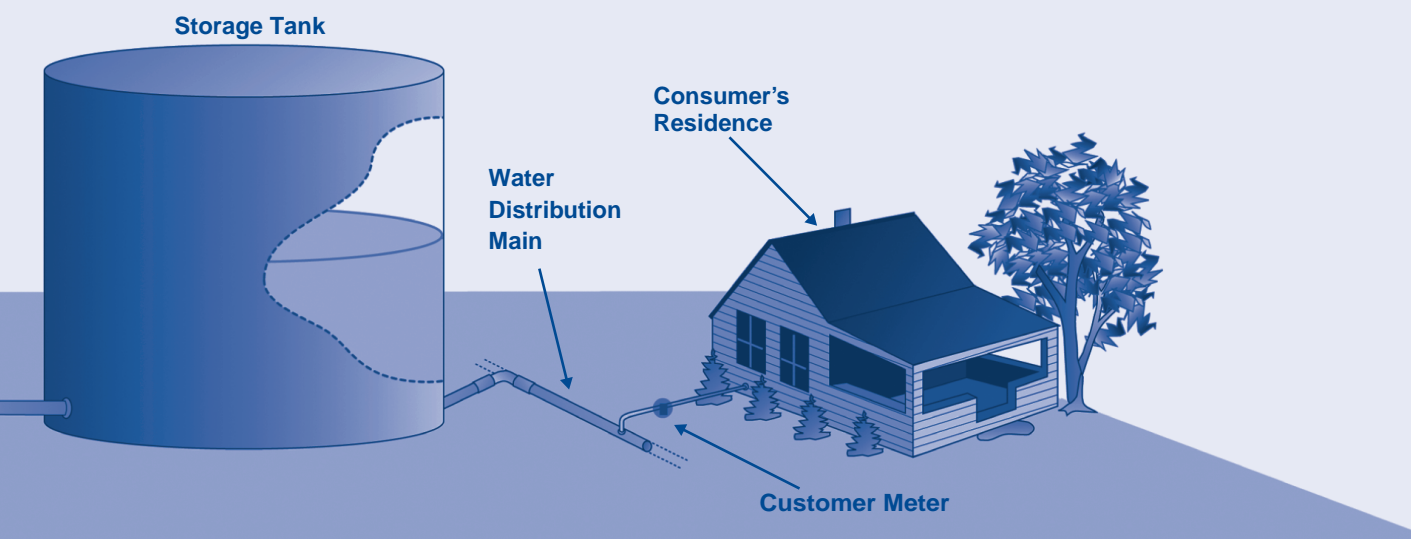 Storage Tank
Consumer’s
Residence
Water
Distribution
Main
Customer Meter